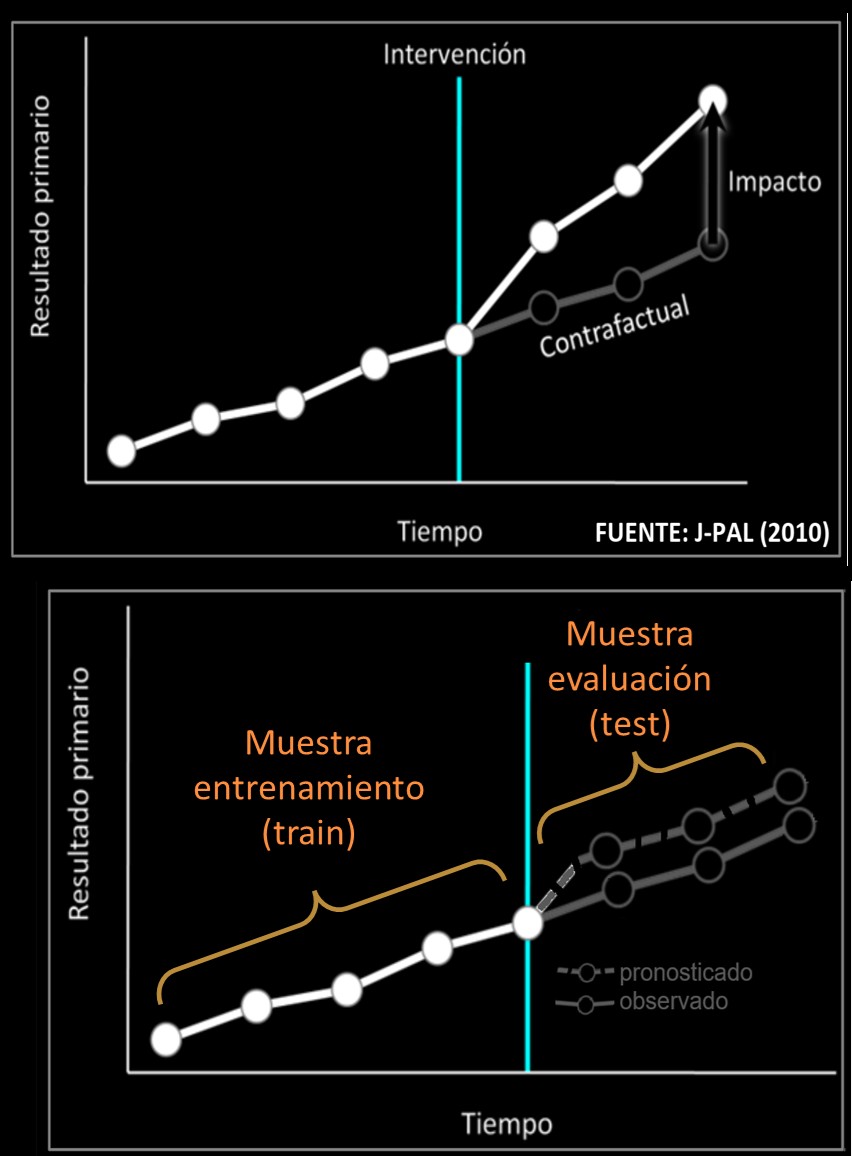 Intervención
Resultado primario
Impacto
Contrafactual
Tiempo
FUENTE: J-PAL (2010)
Muestra
evaluación
(test)
Muestra
entrenamiento
(train)
Resultado primario
pronosticado
observado
Tiempo